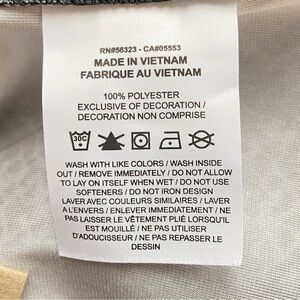 RN#56323 - CA#05553
MADE IN VIETNAM
FABRIQUE AU VIETNAM
100% POLYESTER
EXCLUSIVE OF DECORATION /
DECORATION NON COMPRISE
30C
WASH WITH LIKE COLORS / WASH INSIDE
OUT / REMOVE IMMEDIATELY / DO NOT ALLOW
TO LAY ON ITSELF WHEN WET / DO NOT USE
SOFTENERS / DO NOT IRON DESIGN
LAVER AVEC COULEURS SIMILAIRES / LAVER
A L'ENVERS / ENLEVER IMMEDIATEMENT / NE
PAS LAISSER LE VÊTEMENT PLIÉ LORSQU'IL
EST MOUILLÉ / NE PAS UTILISER
D'ADOUCISSEUR / NE PAS REPASSER LE
DESSIN